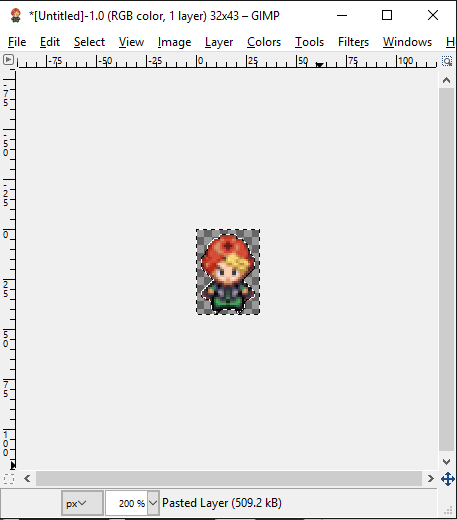 *[Untitled]-1.0 (RGB color, 1 layer) 32x43 – GIMP
File Edit Select View Image Layer Colors Tools Filters Windows H
-75 -50 -25 0 25 50 75 100
75
50
25
0
25
50
75
100
px 200 % Pasted Layer (509.2 kB)